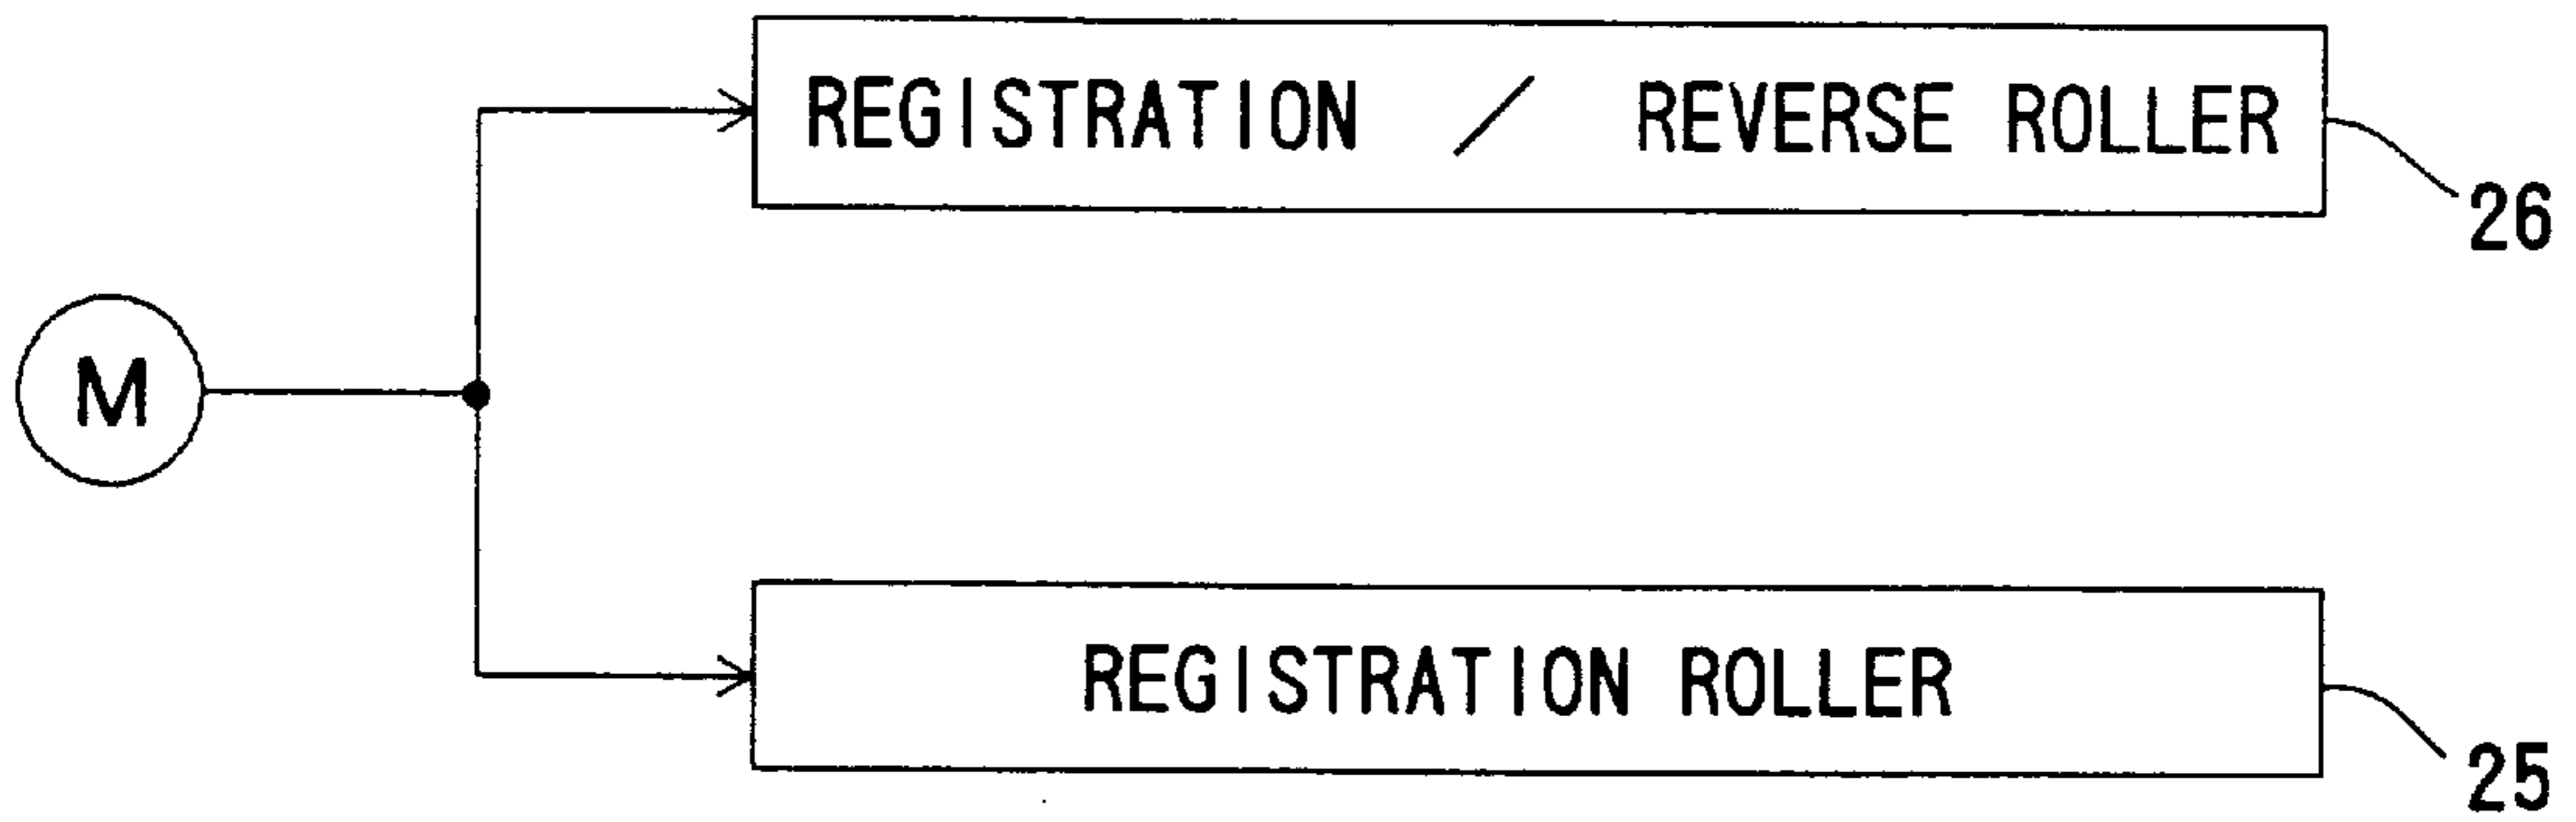 REGISTRATION / REVERSE ROLLER
26
M
REGISTRATION ROLLER
25